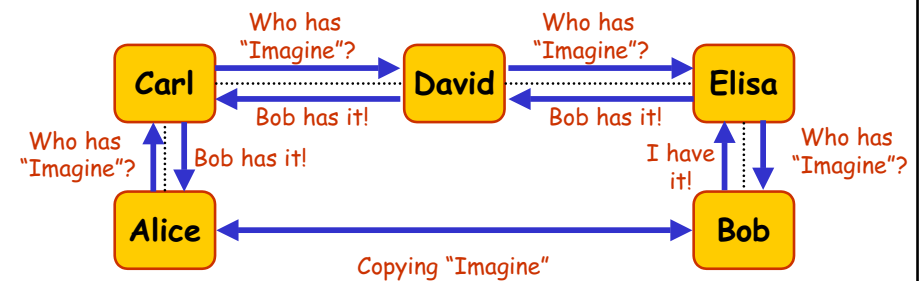 Who has
“Imagine”?
Who has
“Imagine”?
Carl
David
Elisa
Bob has it!
Bob has it!
Who has
“Imagine”?
Bob has it!
I have
it!
Who has
“Imagine”?
Alice
Bob
Copying “Imagine”